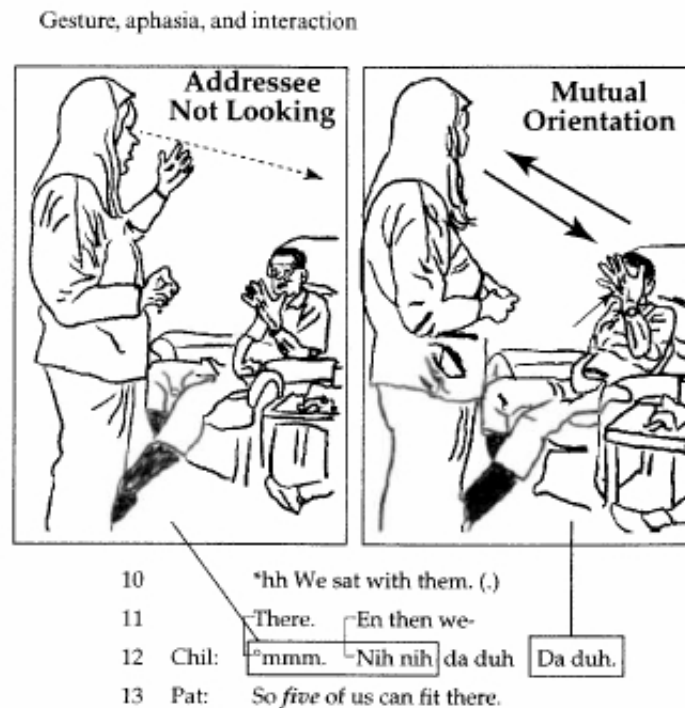 Gesture, aphasia, and interaction
Addressee
Not Looking
Mutual
Orientation
10 *hh We sat with them. (.)
11 There. En then we-
12 Chil: °mmm. Nih nih da duh Da duh.
13 Pat: So five of us can fit there.